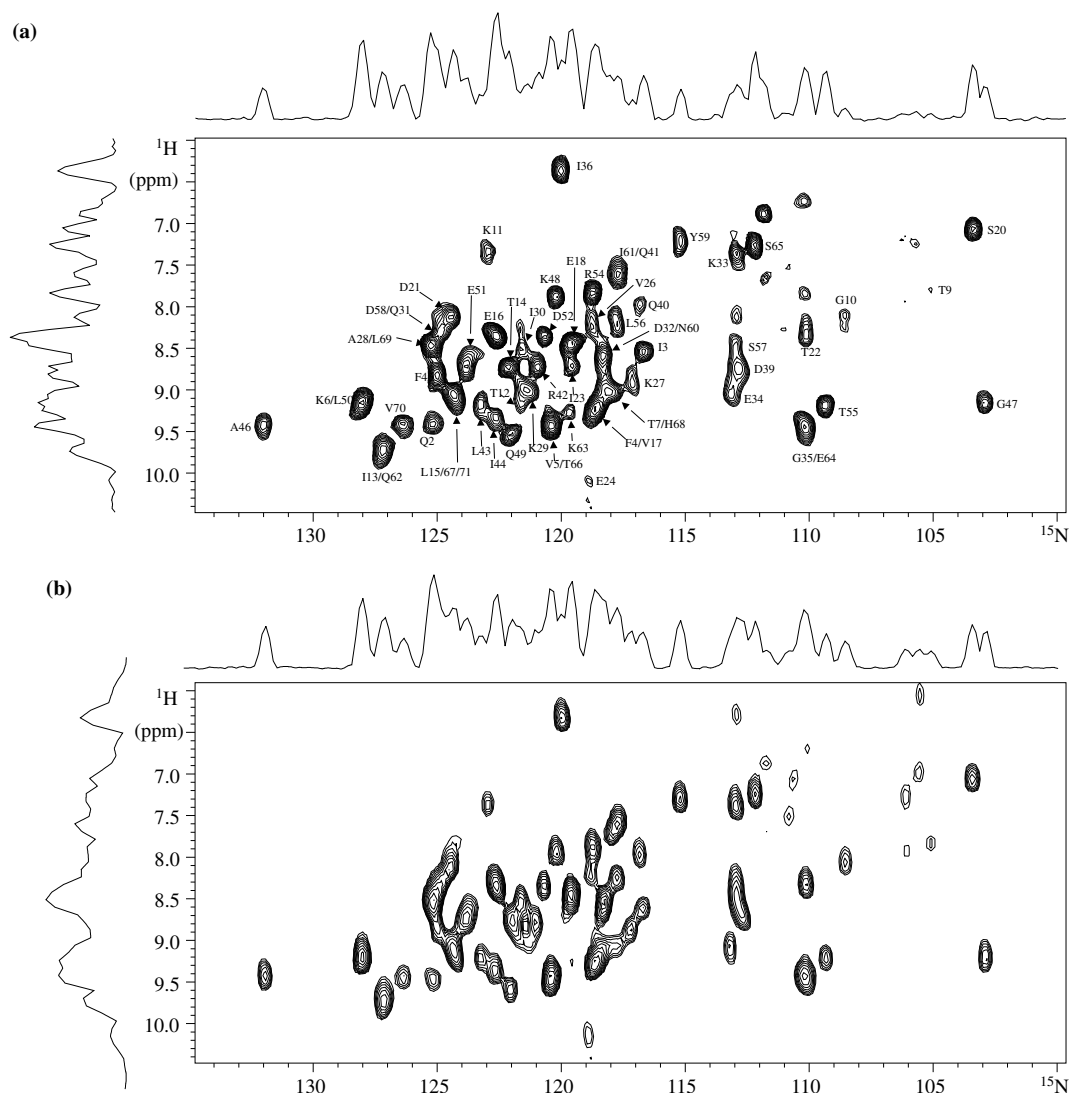 (a)
¹H
(ppm)
I36
7.0
K11
Y59
S65
S20
K33
I61/Q41
E18
R54
V26
7.5
D21
E51
K48
T14
I30
D52
Q40
T9
G10
8.0
D58/Q31
E16
L56
D32/N60
T22
A28/L69
I3
S57
8.5
F4
D39
K27
T12
R42
I23
9.0
K6/L50
E34
T55
G47
V70
T7/H68
A46
9.5
Q2
L43
K29
K63
F4/V17
I44
Q49
V5/T66
G35/E64
I13/Q62
L15/67/71
10.0
E24
130
125
120
115
110
105
¹⁵N
(b)
¹H
(ppm)
7.0
7.5
8.0
8.5
9.0
9.5
10.0
130
125
120
115
110
105
¹⁵N